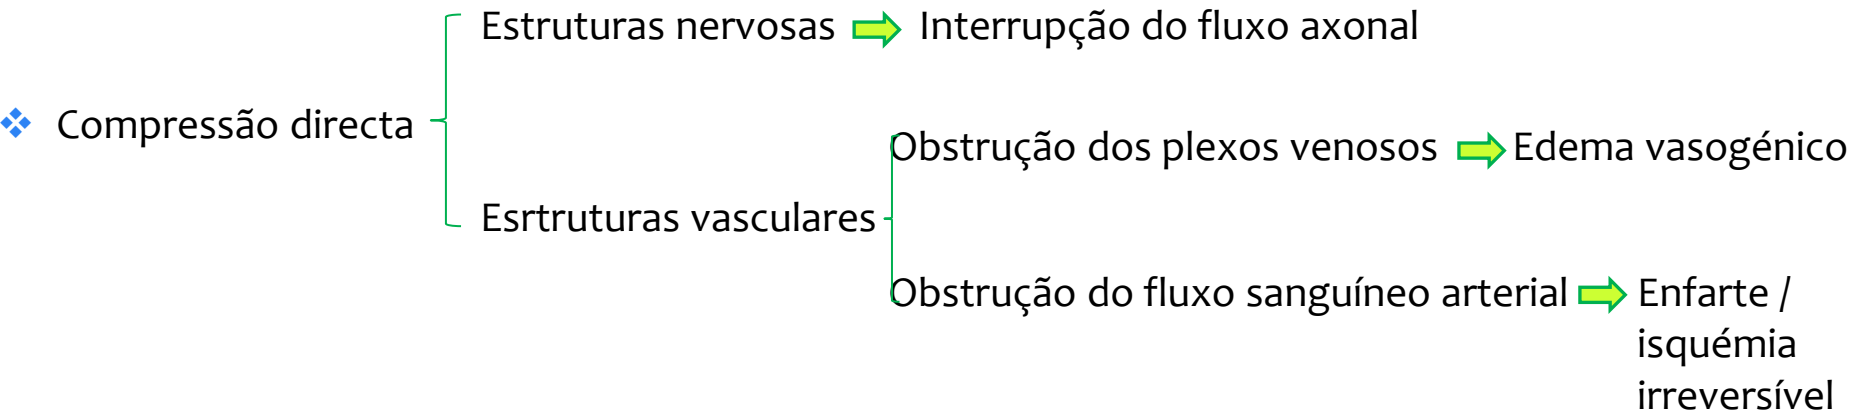 Estruturas nervosas Interrupção do fluxo axonal
Compressão directa
Obstrução dos plexos venosos Edema vasogénico
Esrtruturas vasculares
Obstrução do fluxo sanguíneo arterial Enfarte /
isquémia
irreversível